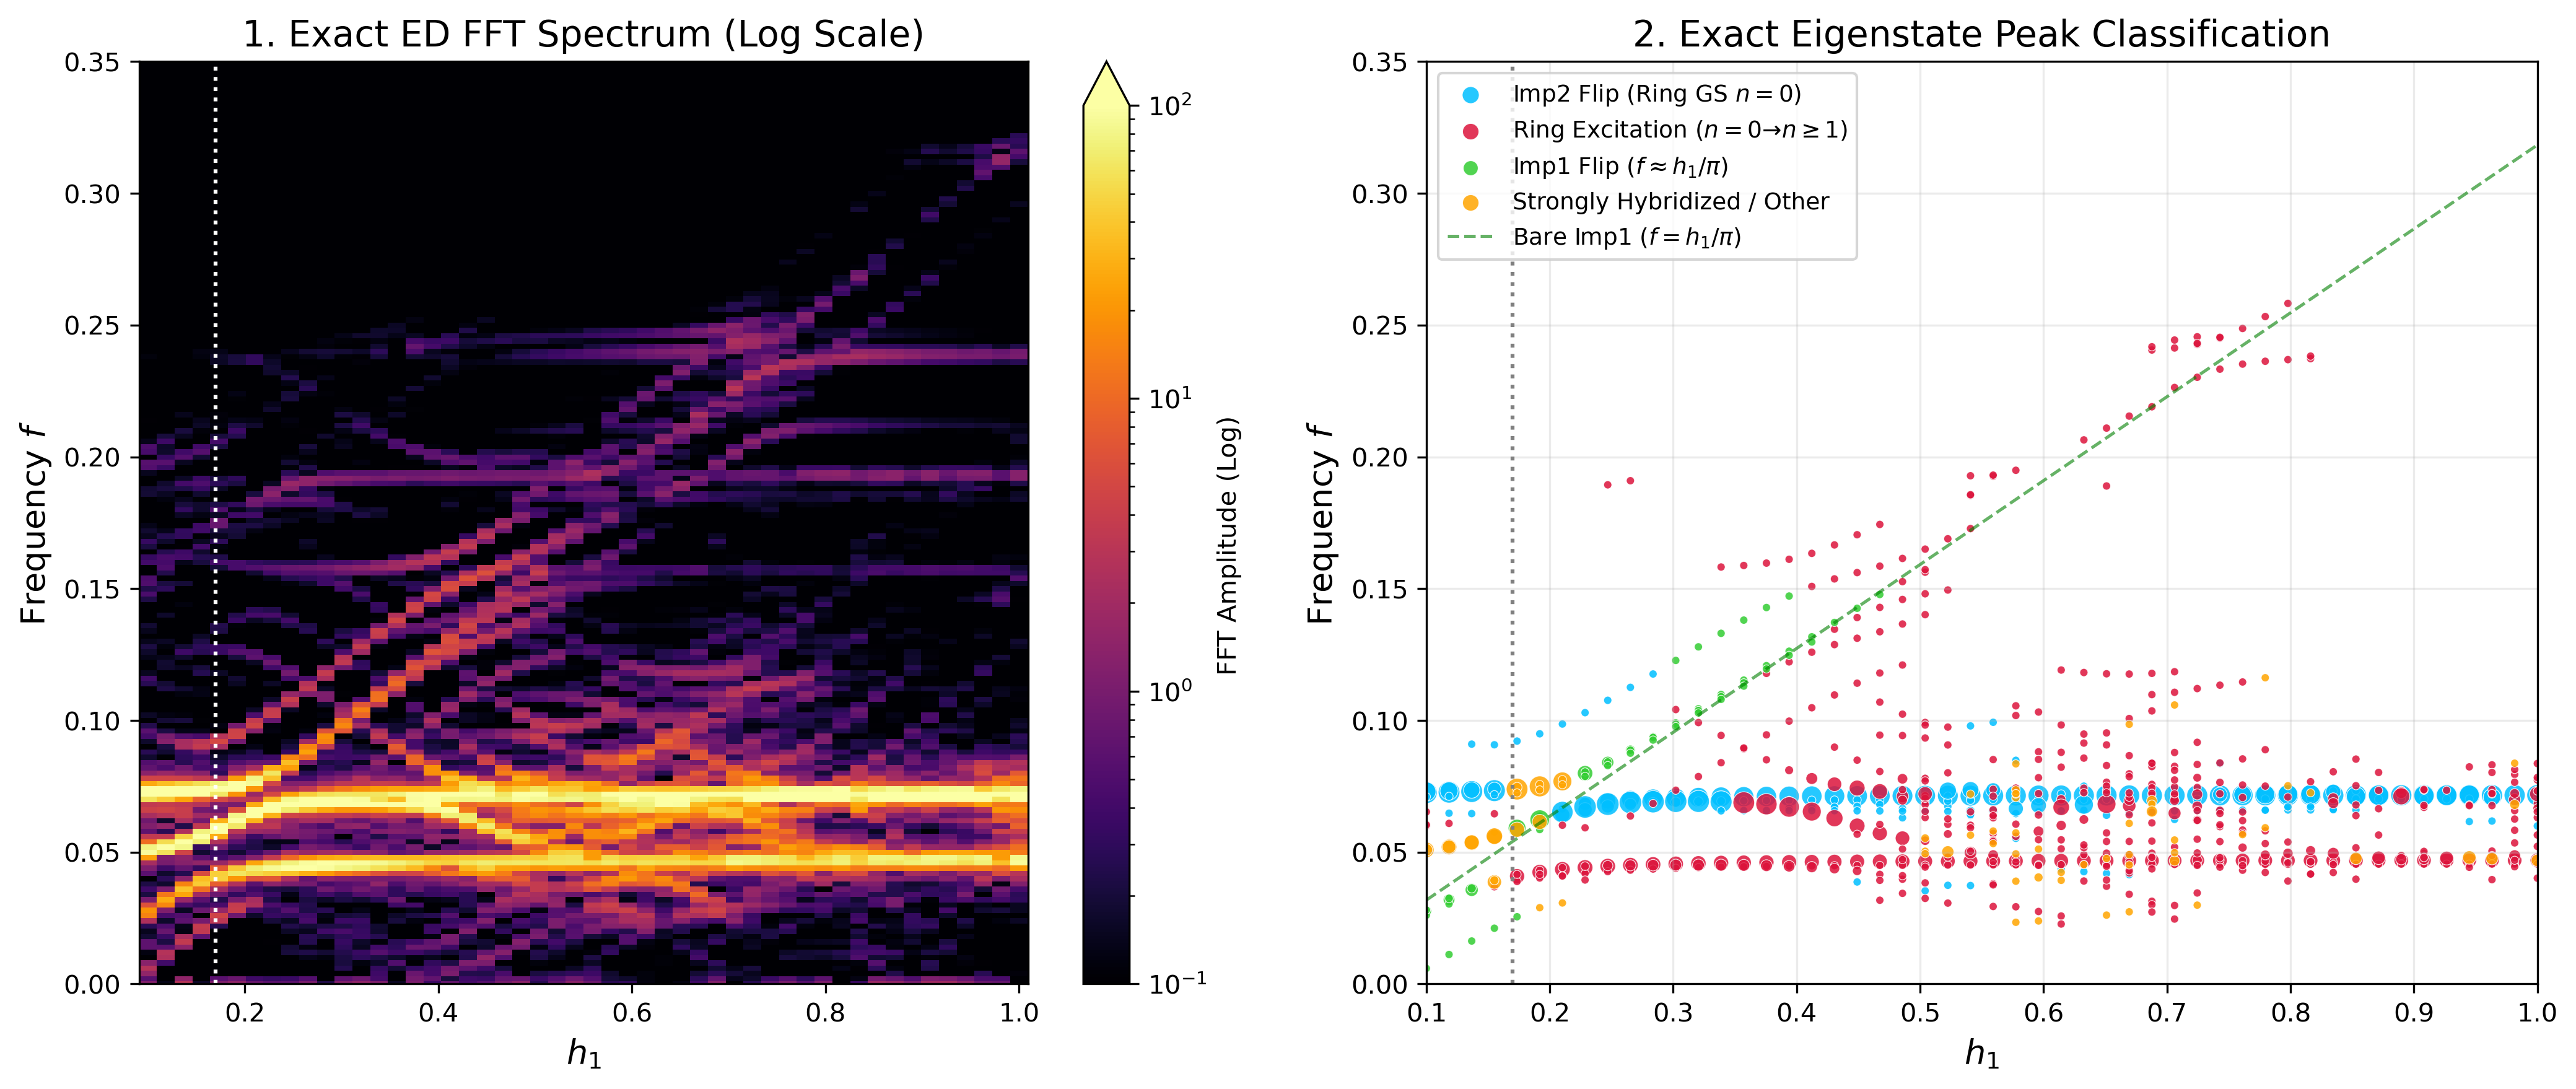 1. Exact ED FFT Spectrum (Log Scale)
0.35
0.30
0.25
0.20
0.15
0.10
0.05
0.00
Frequency f
0.2
0.4
0.6
0.8
1.0
h₁
10²
10¹
10⁰
10⁻¹
FFT Amplitude (Log)
2. Exact Eigenstate Peak Classification
Imp2 Flip (Ring GS n = 0)
Ring Excitation (n = 0→n ≥ 1)
Imp1 Flip (f ≈ h₁/π)
Strongly Hybridized / Other
Bare Imp1 (f = h₁/π)
0.35
0.30
0.25
0.20
0.15
0.10
0.05
0.00
Frequency f
0.1
0.2
0.3
0.4
0.5
0.6
0.7
0.8
0.9
1.0
h₁